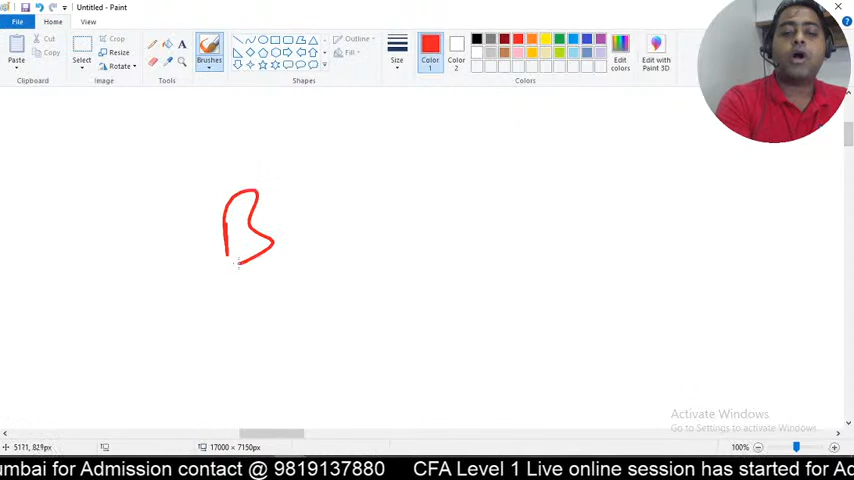 Untitled - Paint
File Home View
Cut
Copy
Paste
Clipboard
Select
Crop
Resize
Rotate
Image
A
Tools
Brushes
Outline
Fill
Shapes
Size
Color 1
Color 2
Edit colors
Edit with Paint 3D
Colors
B
Activate Windows
Go to Settings to activate Windows.
17000 × 7150px
100%
umbai for Admission contact @ 9819137880 CFA Level 1 Live online session has started for Ad